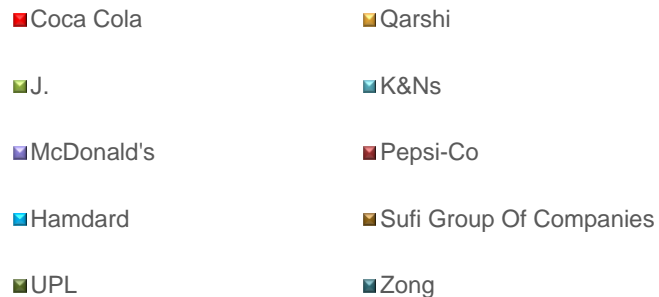 Coca Cola
Qarshi
J.
K&Ns
McDonald's
Pepsi-Co
Hamdard
Sufi Group Of Companies
UPL
Zong